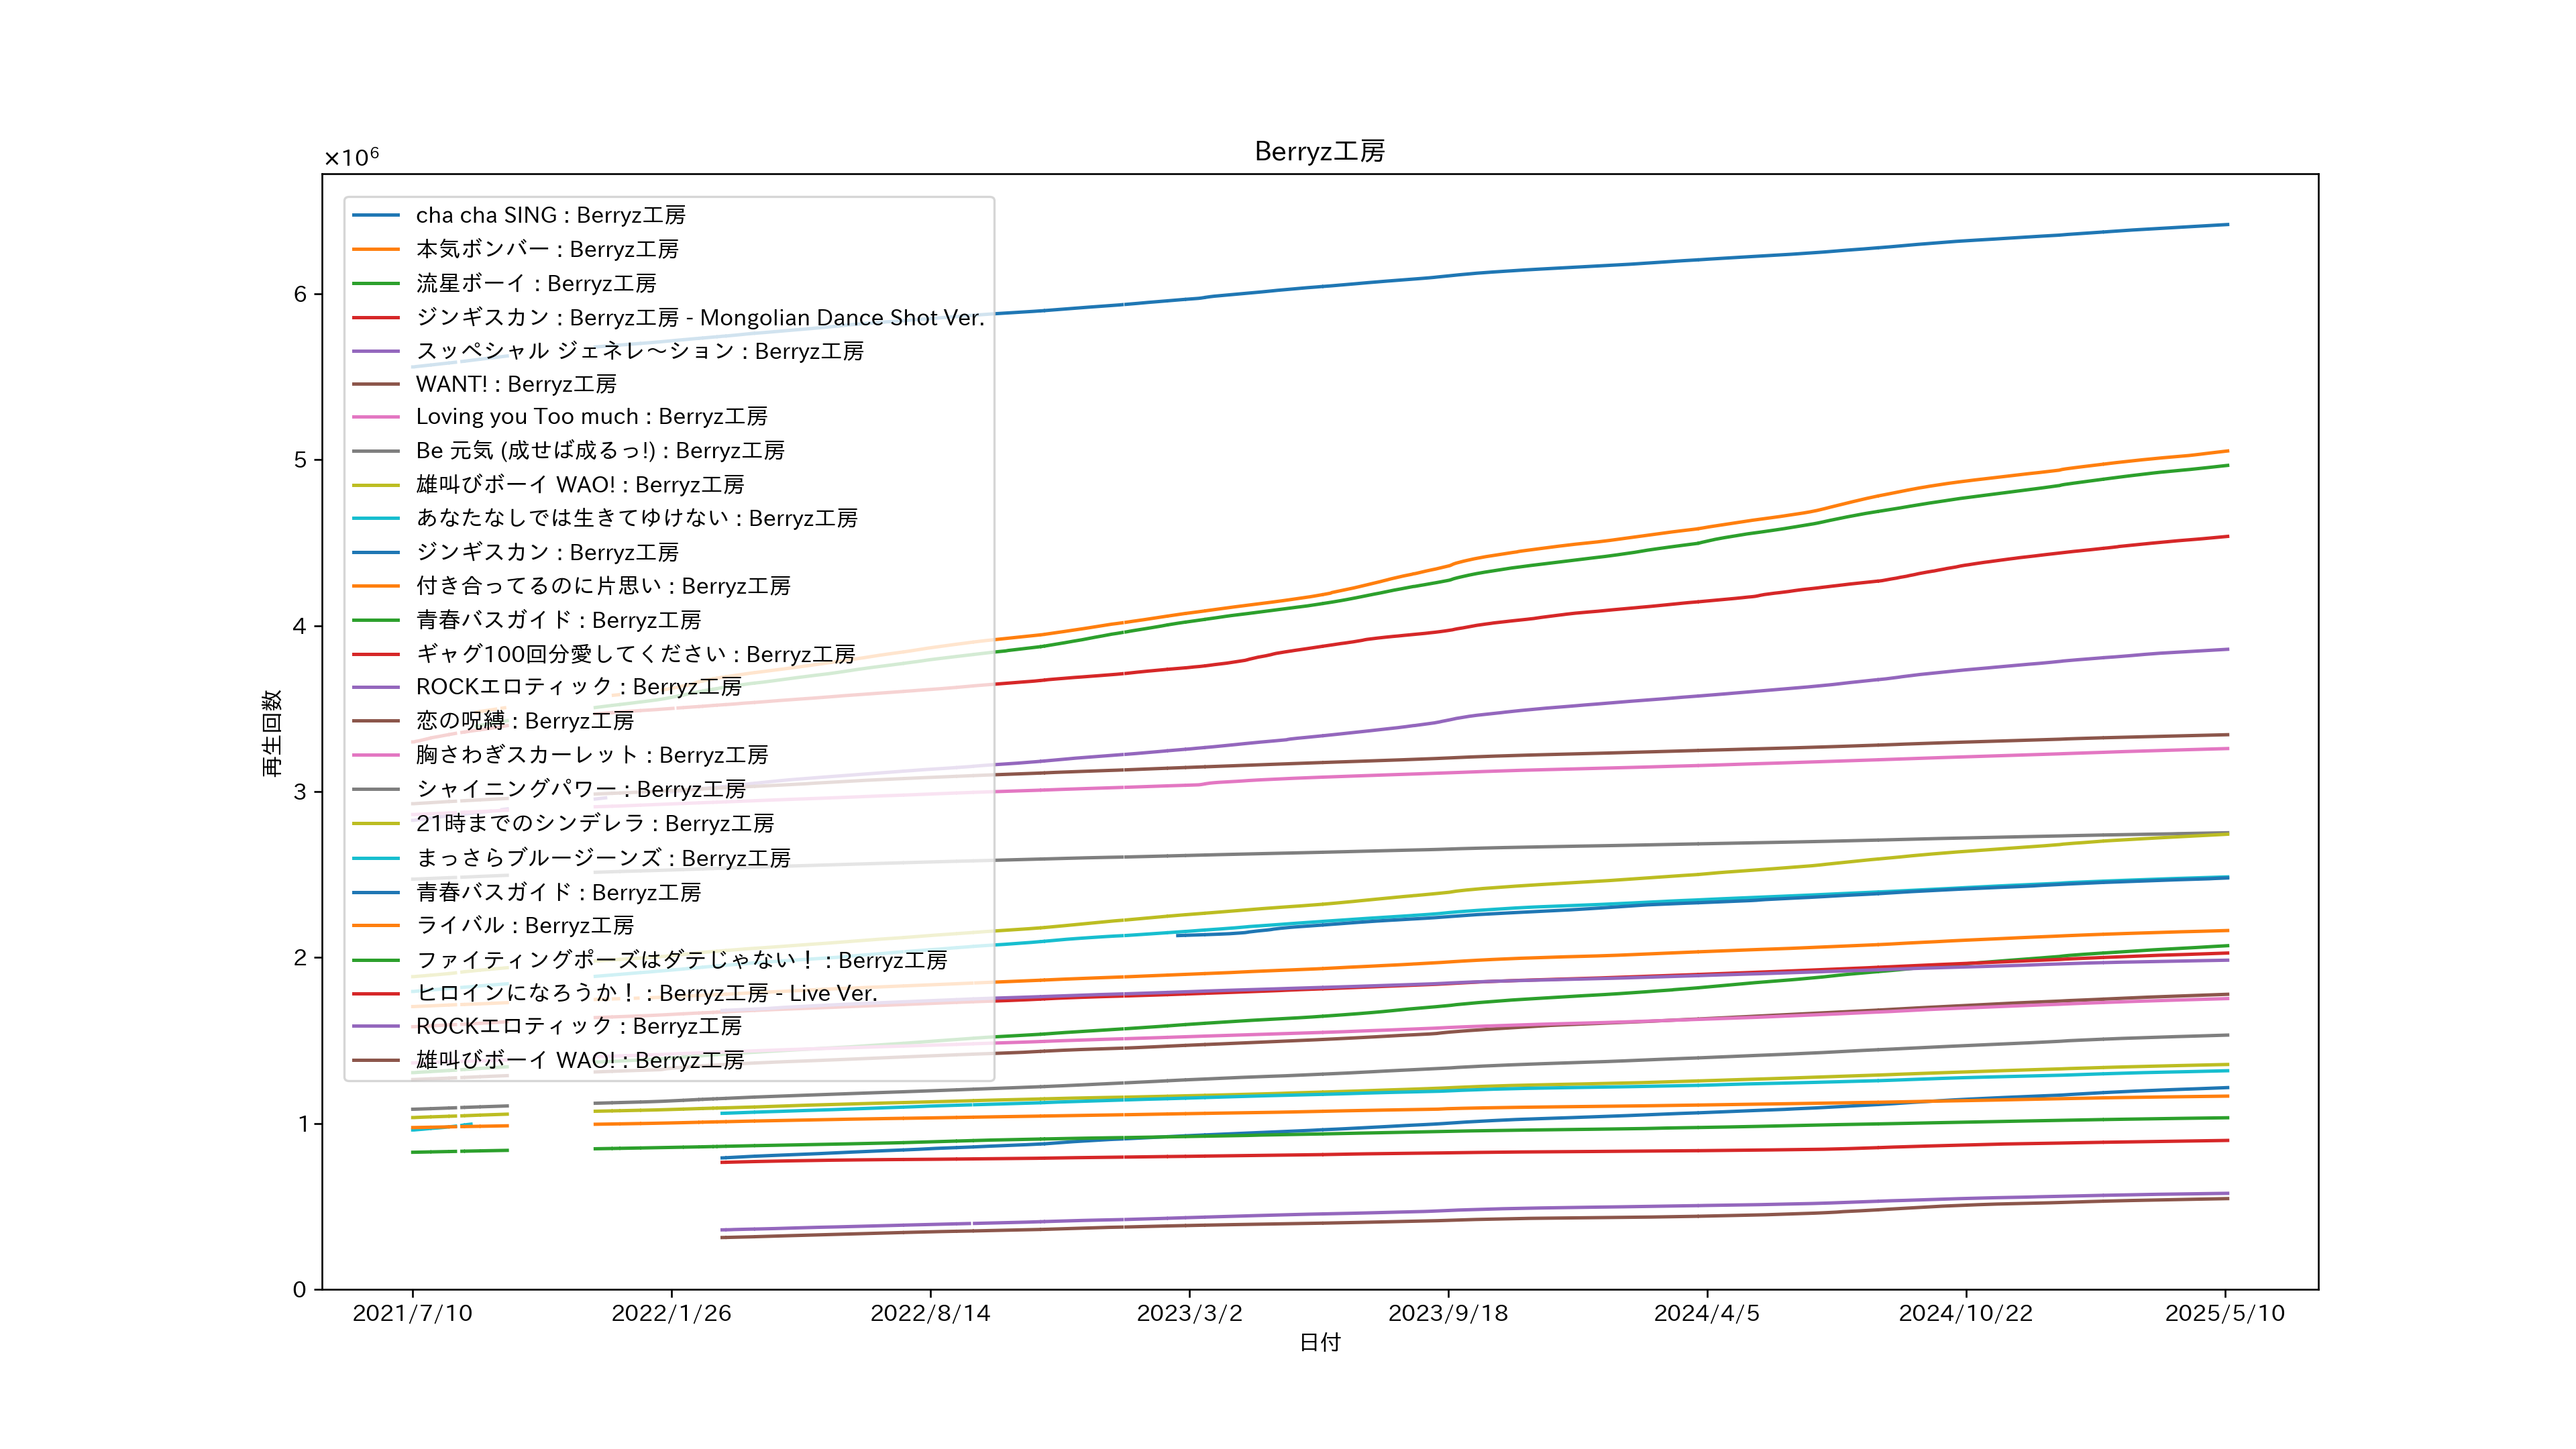 Berryz工房
×10⁶
cha cha SING : Berryz工房
本気ボンバー : Berryz工房
流星ボーイ : Berryz工房
ジンギスカン : Berryz工房 - Mongolian Dance Shot Ver.
スッペシャル ジェネレ～ション : Berryz工房
WANT! : Berryz工房
Loving you Too much : Berryz工房
Be 元気 (成せば成るっ!) : Berryz工房
雄叫びボーイ WAO! : Berryz工房
あなたなしでは生きてゆけない : Berryz工房
ジンギスカン : Berryz工房
付き合ってるのに片思い : Berryz工房
青春バスガイド : Berryz工房
ギャグ100回分愛してください : Berryz工房
ROCKエロティック : Berryz工房
恋の呪縛 : Berryz工房
胸さわぎスカーレット : Berryz工房
シャイニングパワー : Berryz工房
21時までのシンデレラ : Berryz工房
まっさらブルージーンズ : Berryz工房
青春バスガイド : Berryz工房
ライバル : Berryz工房
ファイティングポーズはダテじゃない！ : Berryz工房
ヒロインになろうか！ : Berryz工房 - Live Ver.
ROCKエロティック : Berryz工房
雄叫びボーイ WAO! : Berryz工房
6
5
4
3
2
1
0
再生回数
2021/7/10
2022/1/26
2022/8/14
2023/3/2
2023/9/18
2024/4/5
2024/10/22
2025/5/10
日付